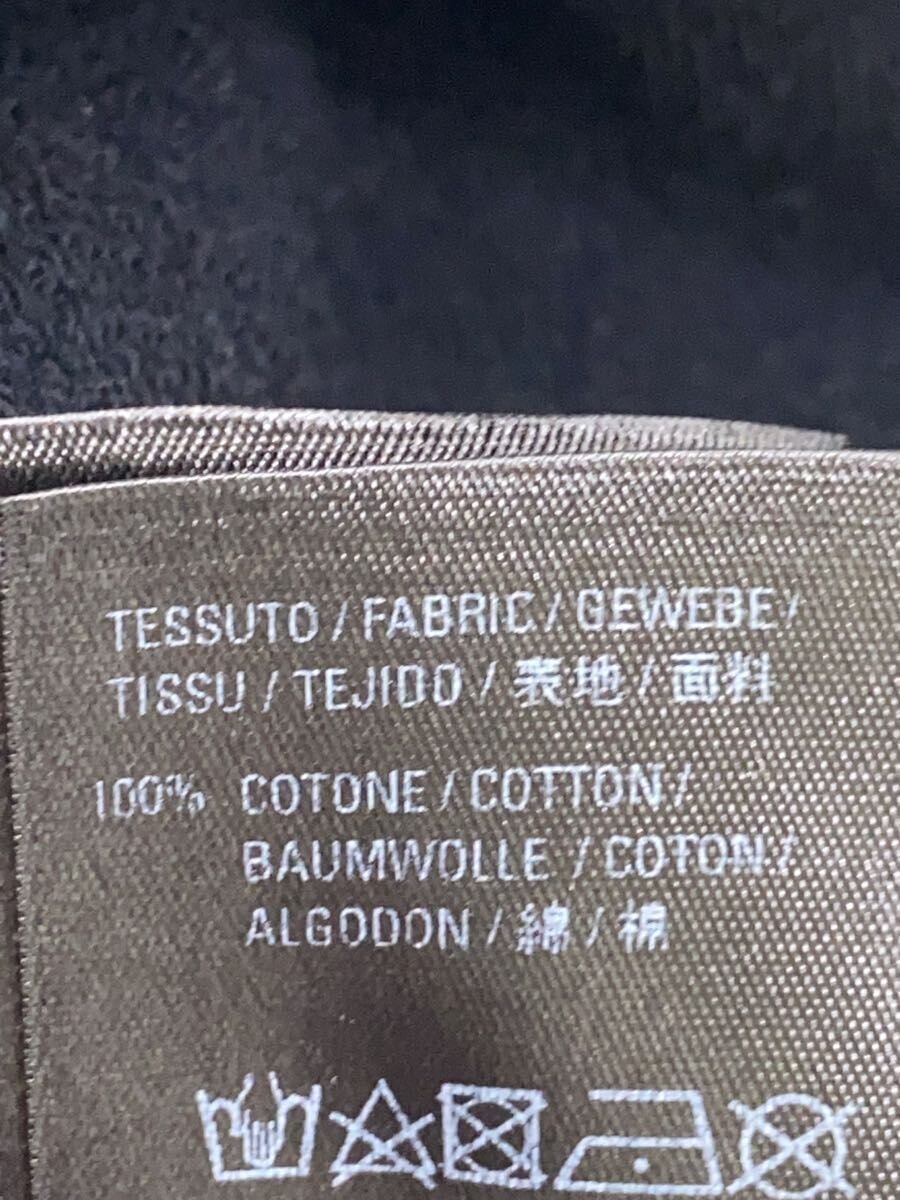 TESSUTO / FABRIC / GEWEBE /
TISSU / TEJIDO / 表地 / 面料
100% COTONE / COTTON /
BAUMWOLLE / COTON /
ALGODON / 綿 / 棉